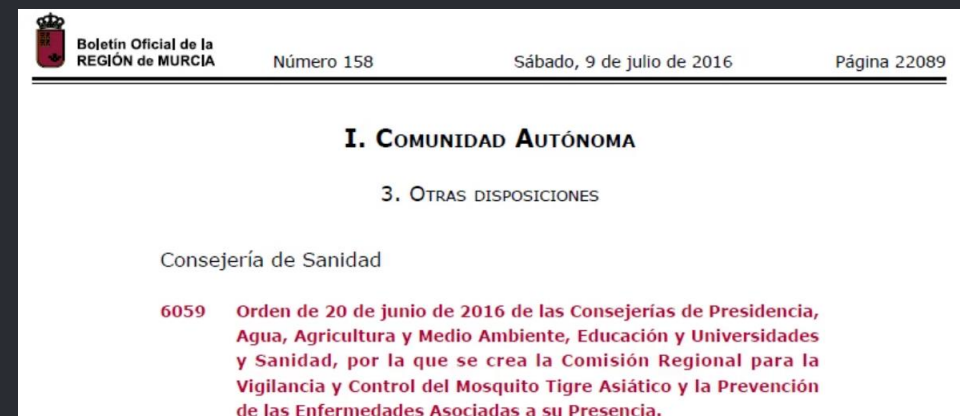 Boletín Oficial de la
REGIÓN de MURCIA
Número 158
Sábado, 9 de julio de 2016
Página 22089
I. COMUNIDAD AUTÓNOMA
3. OTRAS DISPOSICIONES
Consejería de Sanidad
6059 Orden de 20 de junio de 2016 de las Consejerías de Presidencia,
Agua, Agricultura y Medio Ambiente, Educación y Universidades
y Sanidad, por la que se crea la Comisión Regional para la
Vigilancia y Control del Mosquito Tigre Asiático y la Prevención
de las Enfermedades Asociadas a su Presencia.